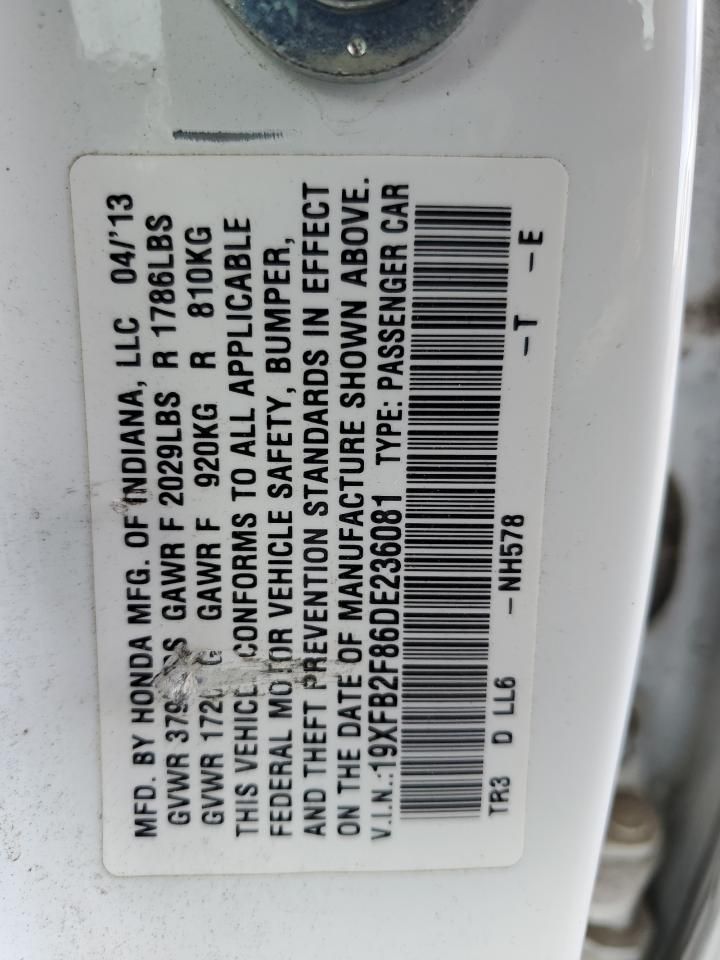 MFD. BY HONDA MFG. OF INDIANA, LLC 04/'13
GVWR GAWR F 2029LBS R 1786LBS
GVWR GAWR F 920KG R 810KG
THIS VEHICLE CONFORMS TO ALL APPLICABLE
FEDERAL MOTOR VEHICLE SAFETY, BUMPER,
AND THEFT PREVENTION STANDARDS IN EFFECT
ON THE DATE OF MANUFACTURE SHOWN ABOVE.
V.I.N.:19XFB2F86DE236081 TYPE: PASSENGER CAR
TR3 D LL6 -NH578 -T -E